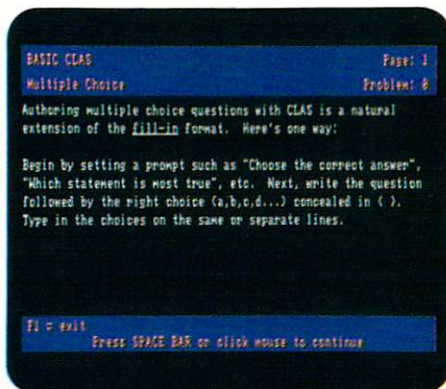 BASIC CLAS Page: 1
Multiple Choice Problem: 0
Authoring multiple choice questions with CLAS is a natural
extension of the fill-in format. Here's one way:
Begin by setting a prompt such as "Choose the correct answer",
"Which statement is most true", etc. Next, write the question
followed by the right choice (a,b,c,d...) concealed in ( ).
Type in the choices on the same or separate lines.
F1 = exit
Press SPACE BAR or click mouse to continue